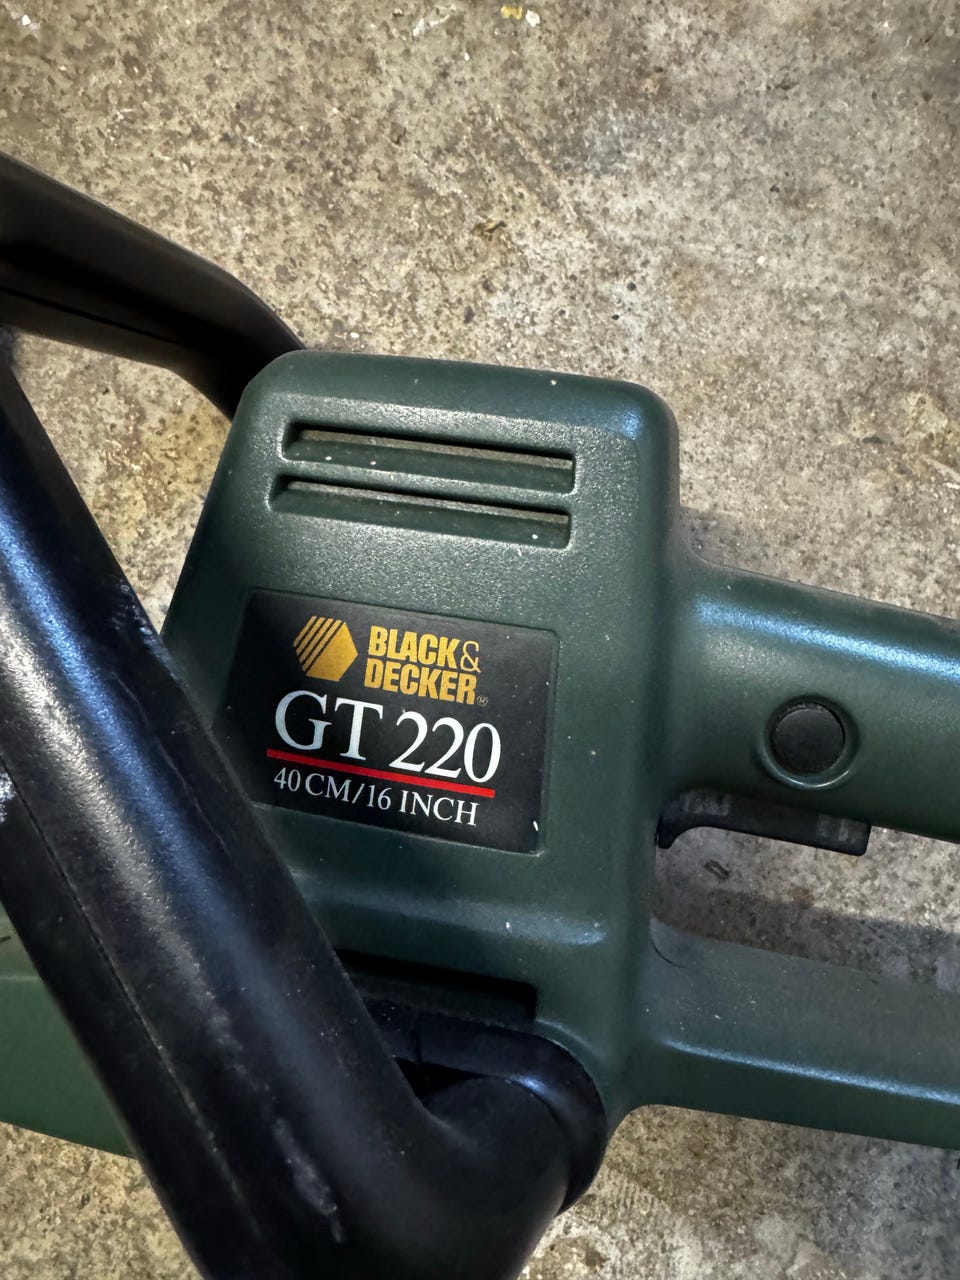 BLACK&
DECKER®
GT 220
40 CM/16 INCH